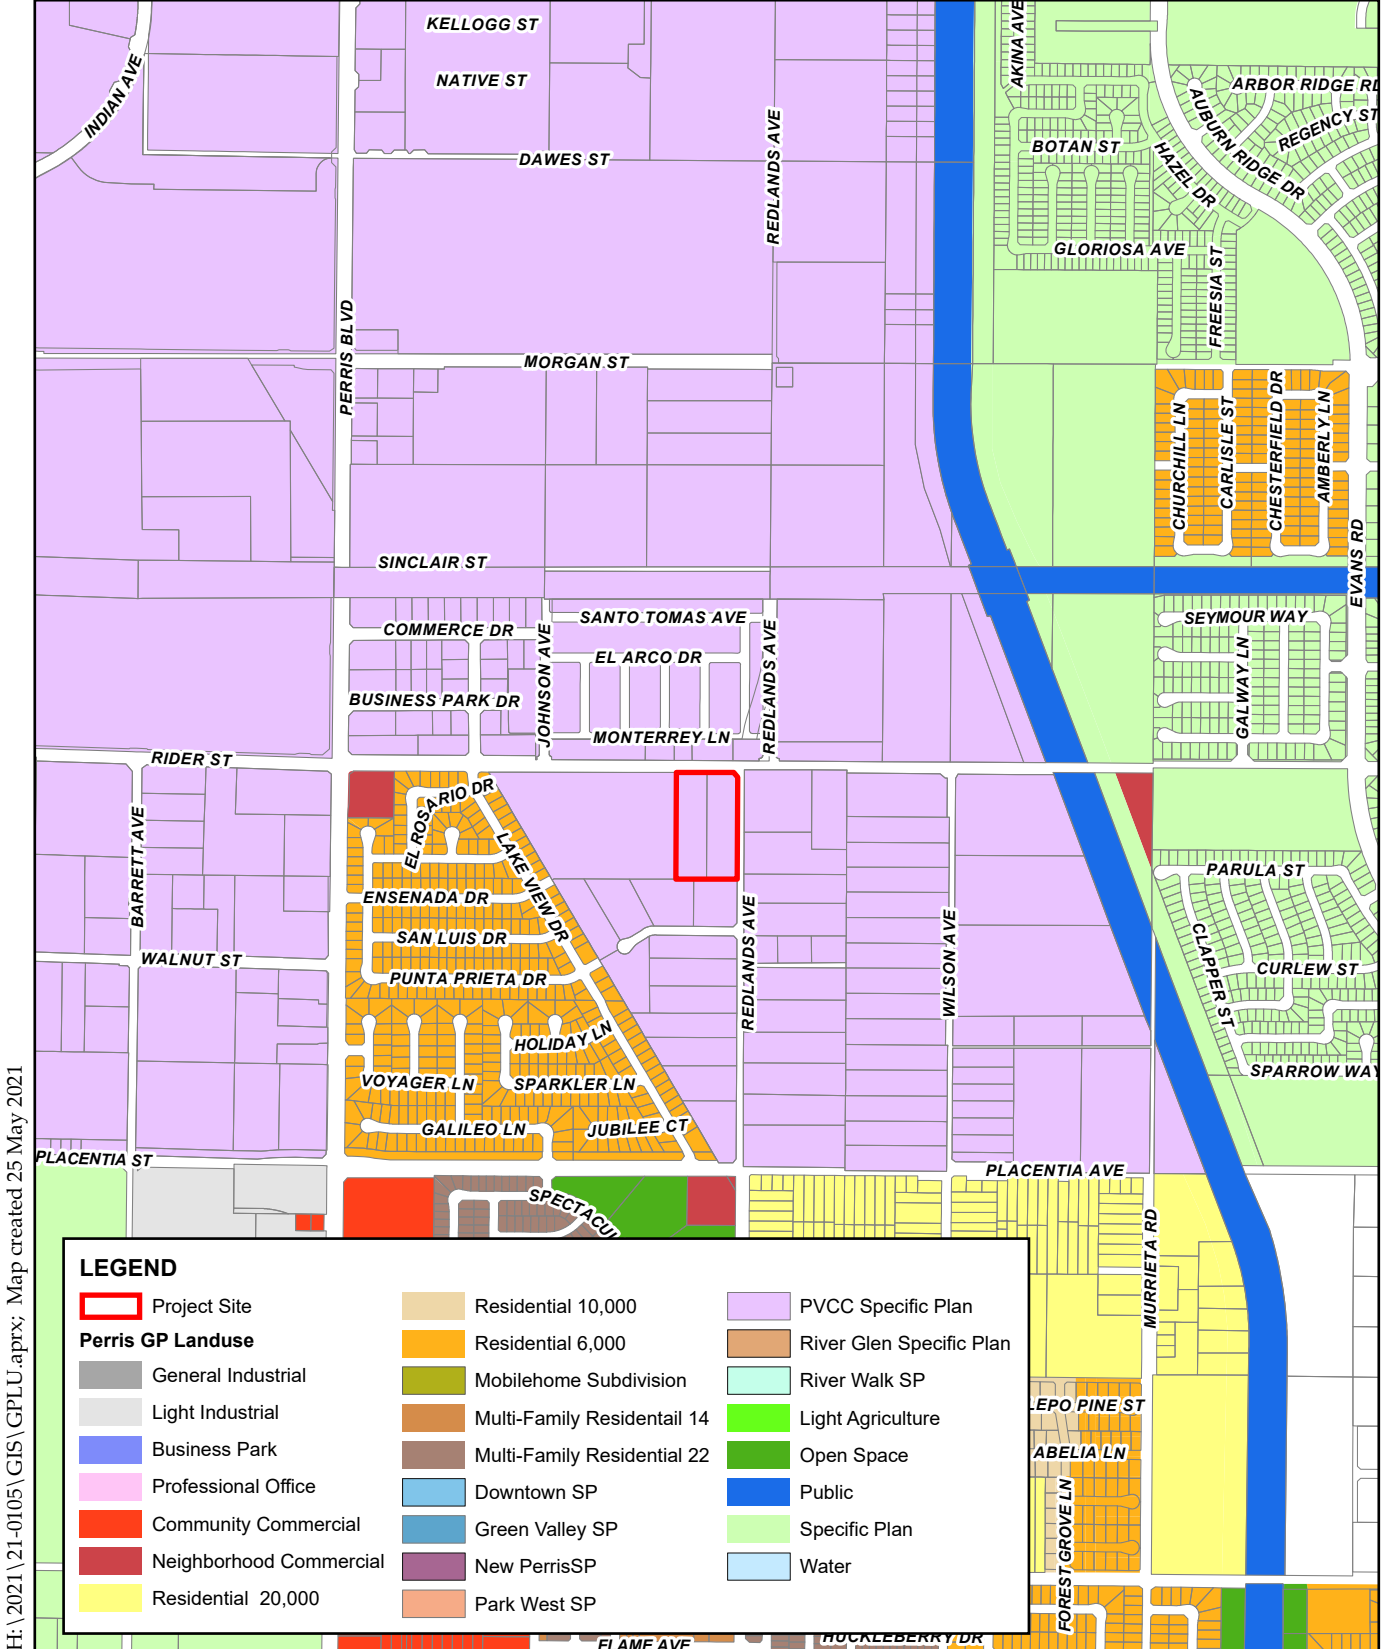 KELLOGG ST
NATIVE ST
INDIAN AVE
DAWES ST
REDLANDS AVE
AKINA AVE
ARBOR RIDGE RD
REGENCY ST
AUBURN RIDGE DR
BOTAN ST
HAZEL DR
GLORIOSA AVE
FREESIA ST
PERRIS BLVD
MORGAN ST
CHURCHILL LN
CARLISLE ST
CHESTERFIELD DR
AMBERLY LN
EVANS RD
SINCLAIR ST
COMMERCE DR
JOHNSON AVE
SANTO TOMAS AVE
EL ARCO DR
REDLANDS AVE
BUSINESS PARK DR
MONTERREY LN
SEYMOUR WAY
GALWAY LN
RIDER ST
BARRETT AVE
EL ROSARIO DR
LAKE VIEW DR
ENSENADA DR
SAN LUIS DR
PUNTA PRIETA DR
WALNUT ST
REDLANDS AVE
WILSON AVE
PARULA ST
CLAPPER ST
CURLEW ST
SPARROW WAY
HOLIDAY LN
VOYAGER LN
SPARKLER LN
GALILEO LN
JUBILEE CT
PLACENTIA ST
PLACENTIA AVE
SPECTACU
MURRIETA RD
LEPO PINE ST
ABELIA LN
FOREST GROVE LN
HUCKLEBERRY DR
FLAME AVE
LEGEND
Project Site
Perris GP Landuse
General Industrial
Light Industrial
Business Park
Professional Office
Community Commercial
Neighborhood Commercial
Residential 20,000
Residential 10,000
Residential 6,000
Mobilehome Subdivision
Multi-Family Residentail 14
Multi-Family Residential 22
Downtown SP
Green Valley SP
New PerrisSP
Park West SP
PVCC Specific Plan
River Glen Specific Plan
River Walk SP
Light Agriculture
Open Space
Public
Specific Plan
Water
H:\2021\21-0105\GIS\GPLU.aprx; Map created 25 May 2021